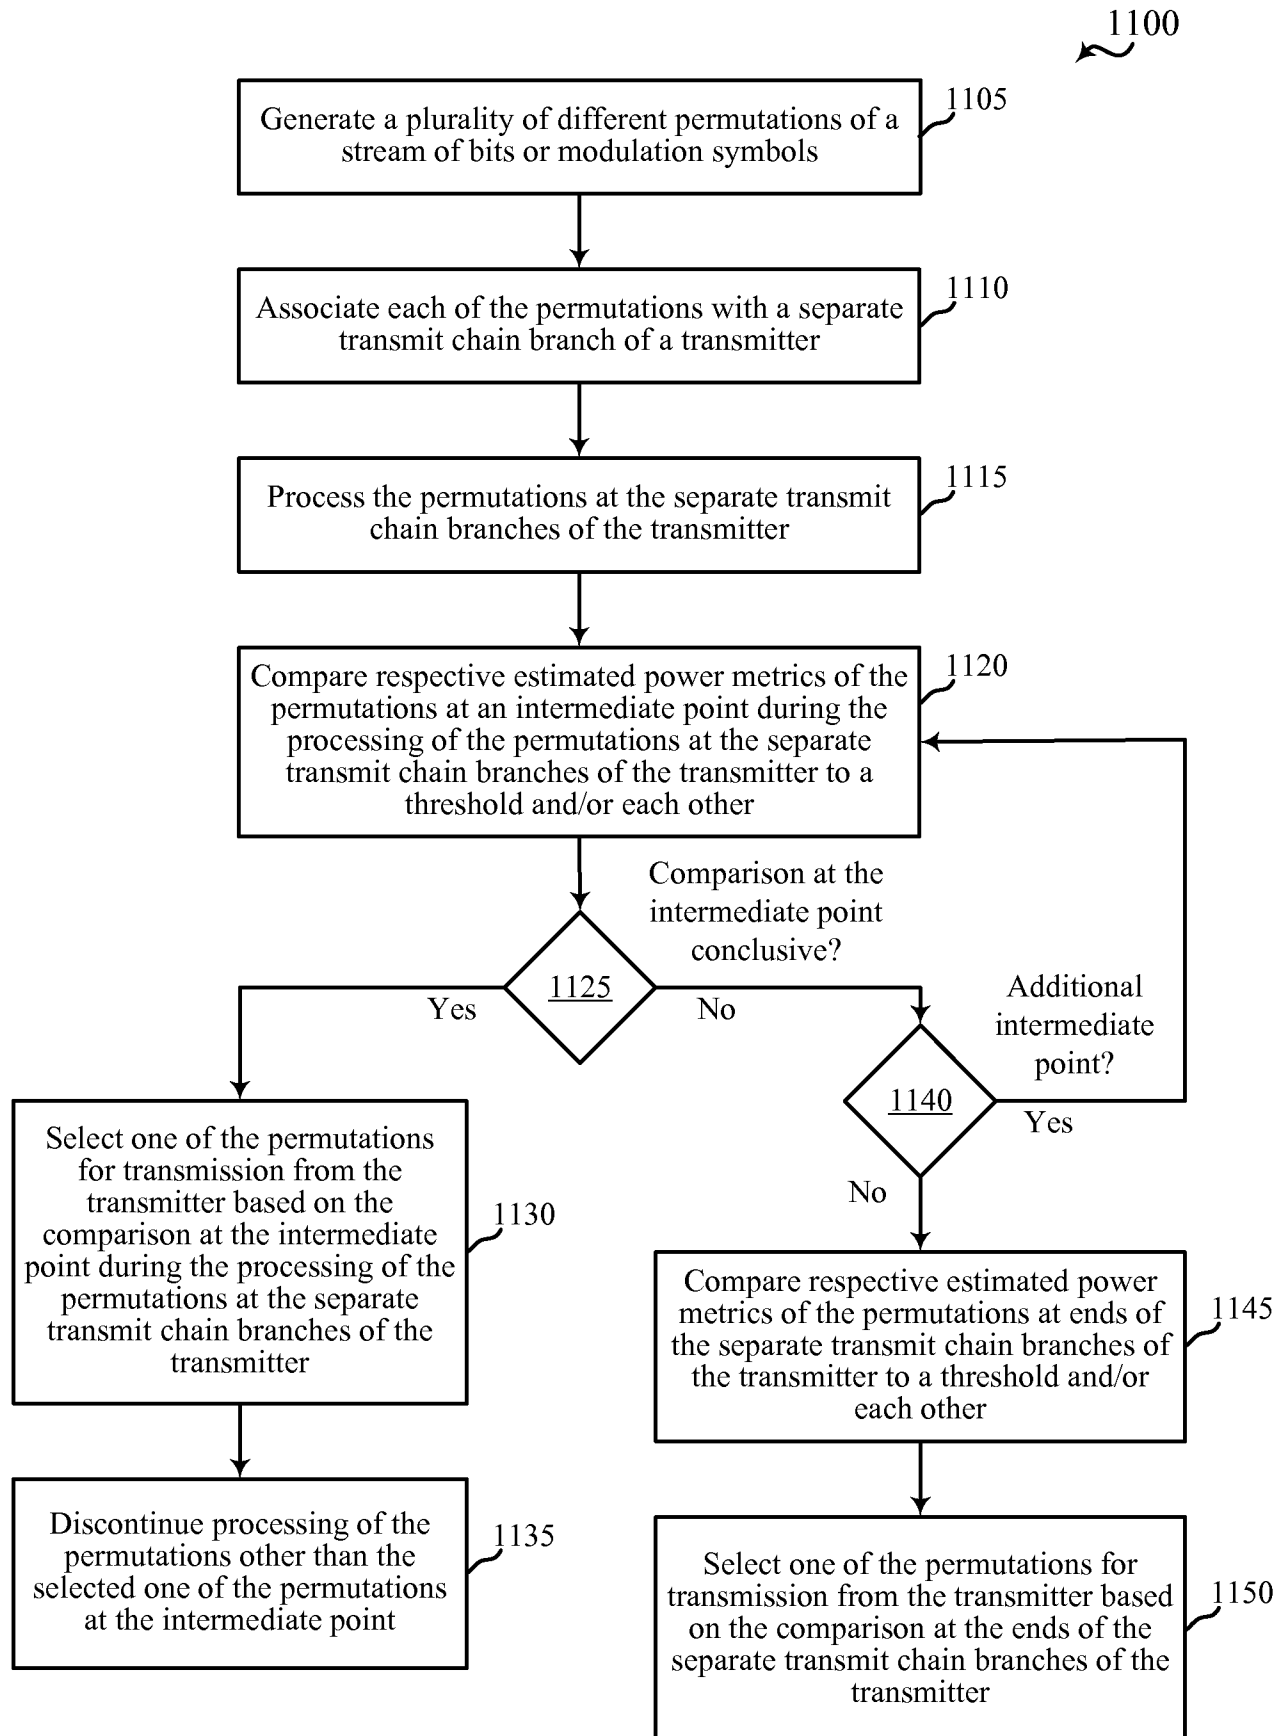 1100
Generate a plurality of different permutations of a
stream of bits or modulation symbols
1105
Associate each of the permutations with a separate
transmit chain branch of a transmitter
1110
Process the permutations at the separate transmit
chain branches of the transmitter
1115
Compare respective estimated power metrics of the
permutations at an intermediate point during the
processing of the permutations at the separate
transmit chain branches of the transmitter to a
threshold and/or each other
1120
Comparison at the
intermediate point
conclusive?
1125
Yes
No
Additional
intermediate
point?
1140
Yes
No
Select one of the permutations
for transmission from the
transmitter based on the
comparison at the intermediate
point during the processing of the
permutations at the separate
transmit chain branches of the
transmitter
1130
Compare respective estimated power
metrics of the permutations at ends of
the separate transmit chain branches of
the transmitter to a threshold and/or
each other
1145
Discontinue processing of the
permutations other than the
selected one of the permutations
at the intermediate point
1135
Select one of the permutations for
transmission from the transmitter based
on the comparison at the ends of the
separate transmit chain branches of the
transmitter
1150